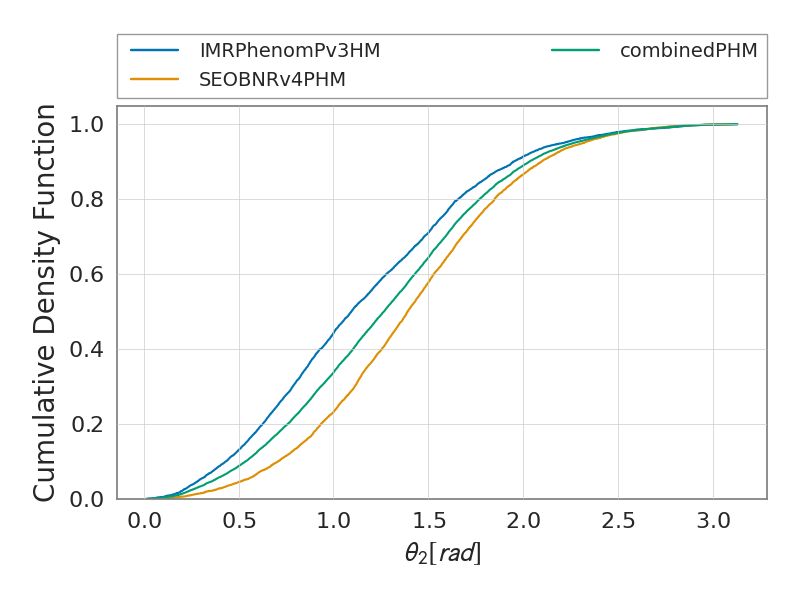 IMRPhenomPv3HM
SEOBNRv4PHM
combinedPHM
Cumulative Density Function
1.0
0.8
0.6
0.4
0.2
0.0
0.0 0.5 1.0 1.5 2.0 2.5 3.0
θ₂[rad]